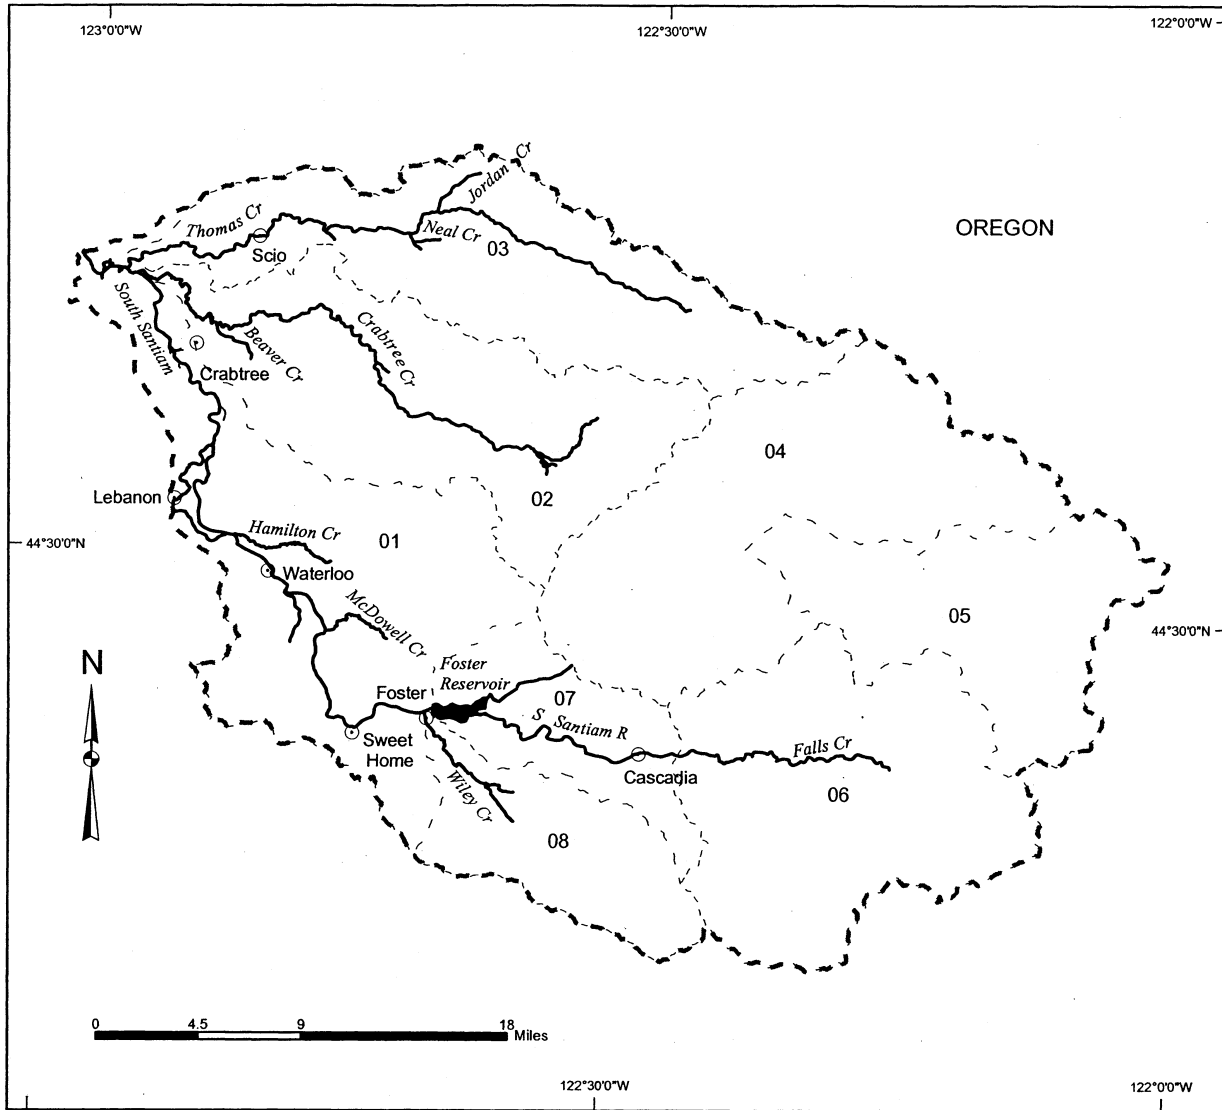 123°0'0"W
122°30'0"W
122°0'0"W
Jordan Cr
Thomas Cr
Neal Cr
OREGON
03
Scio
South Santiam
Crabtree Cr
Beaver Cr
Crabtree
04
Lebanon
02
Hamilton Cr
01
44°30'0"N
Waterloo
McDowell Cr
05
44°30'0"N
N
Foster
Reservoir
Foster
07
S Santiam R
Sweet
Home
Falls Cr
Cascadia
Wiley Cr
06
08
0
4.5
9
18
Miles
122°30'0"W
122°0'0"W